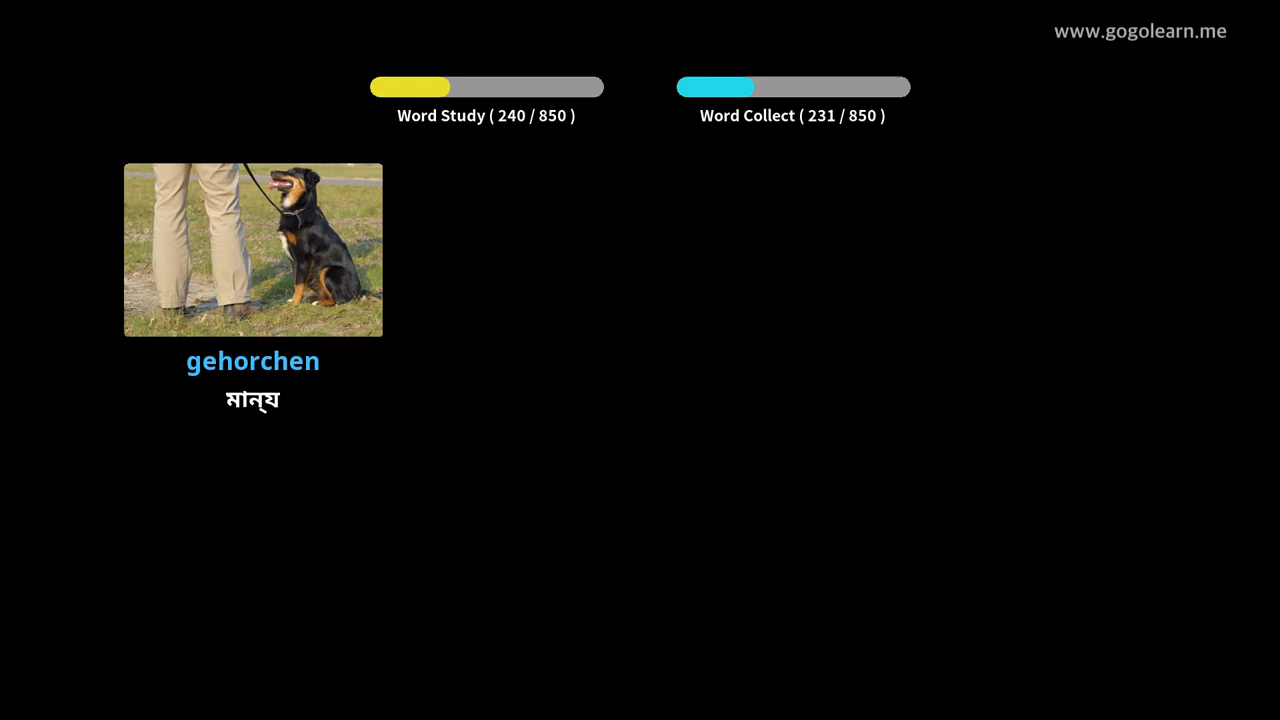 www.gogolearn.me
Word Study ( 240 / 850 )
Word Collect ( 231 / 850 )
gehorchen
মান্য